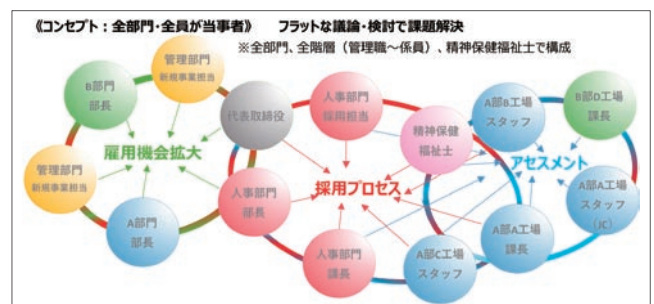 《コンセプト：全部門・全員が当事者》 フラットな議論・検討で課題解決
※全部門、全階層（管理職～係員）、精神保健福祉士で構成
管理部門
新規事業担当
B部門
部長
代表取締役
人事部門
採用担当
精神保健
福祉士
A部B工場
スタッフ
B部D工場
課長
雇用機会拡大
採用プロセス
アセスメント
管理部門
新規事業担当
A部門
部長
人事部門
部長
人事部門
課長
A部C工場
スタッフ
A部A工場
課長
A部A工場
スタッフ
(JC)